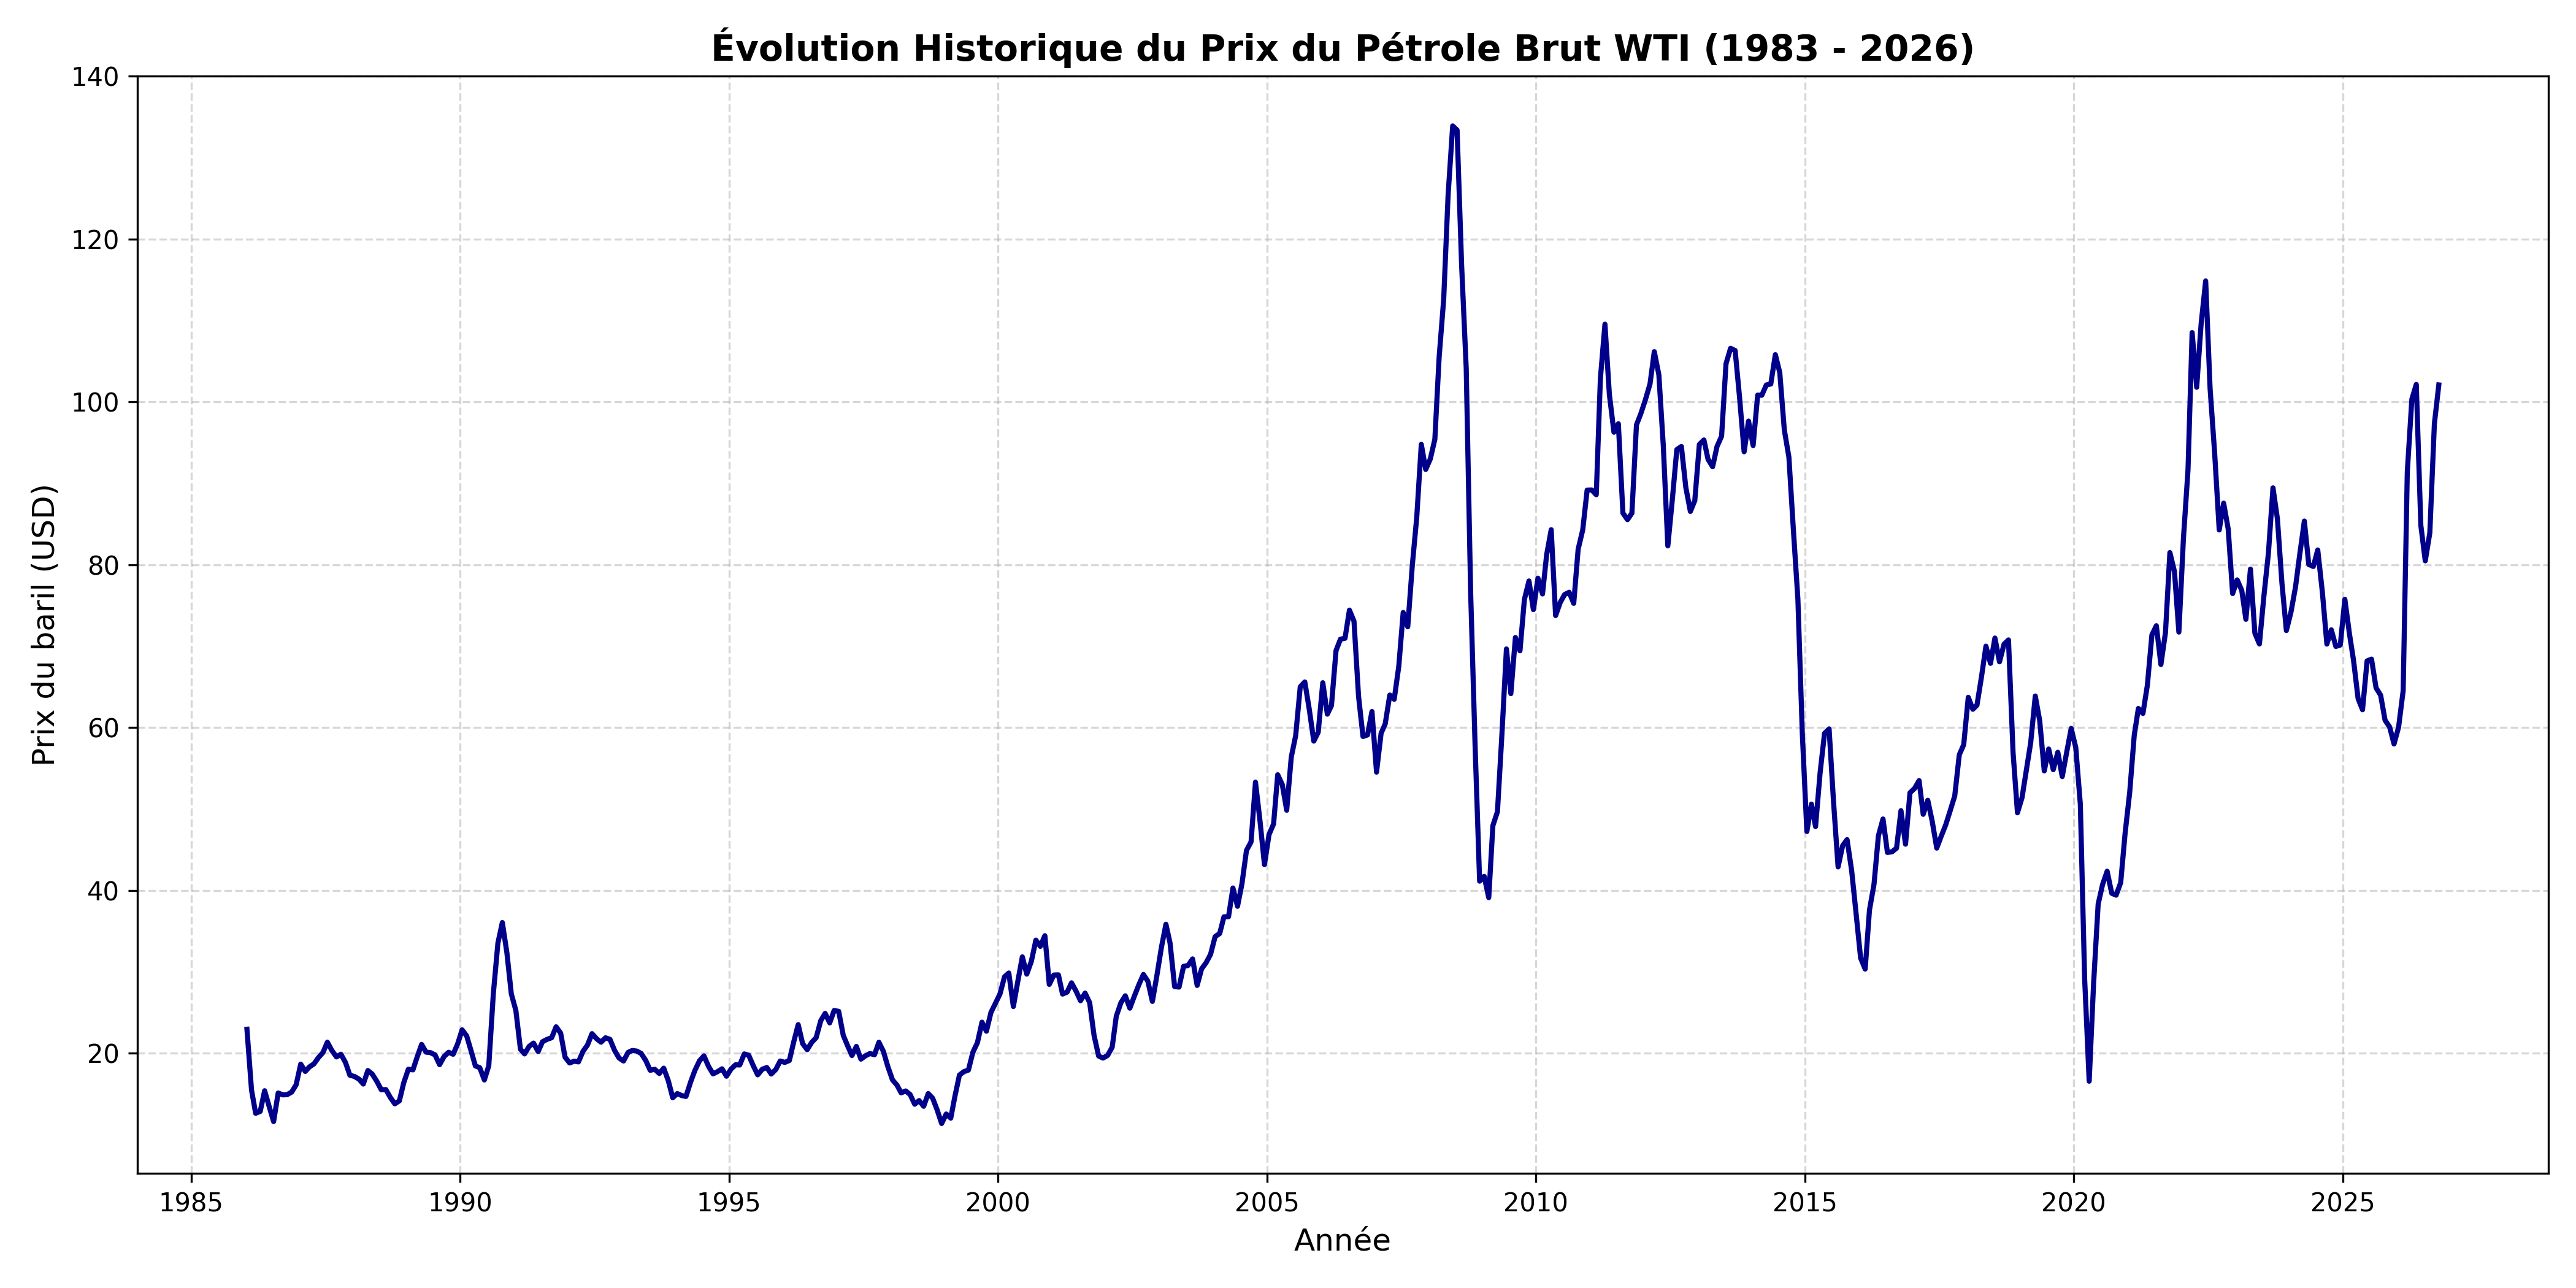 Évolution Historique du Prix du Pétrole Brut WTI (1983 - 2026)
Prix du baril (USD)
140
120
100
80
60
40
20
1985 1990 1995 2000 2005 2010 2015 2020 2025
Année